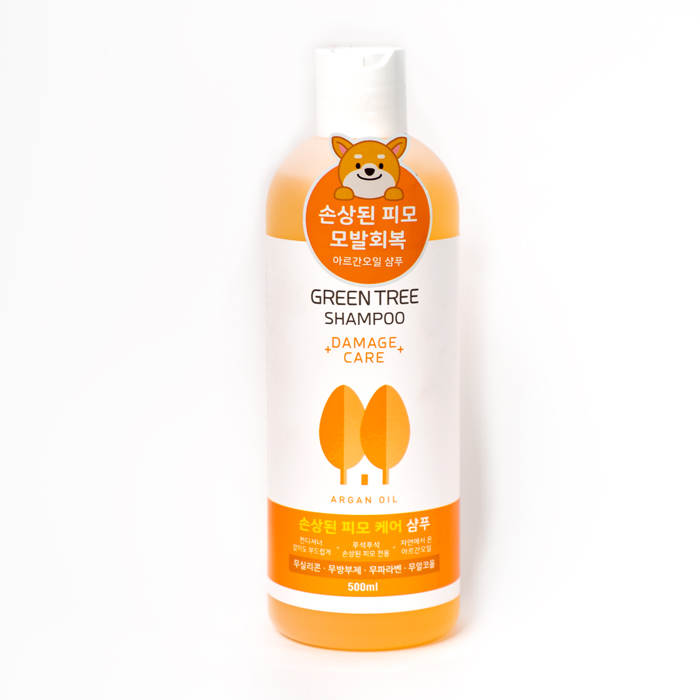 손상된 피모
모발회복
아르간오일 샴푸
GREEN TREE
SHAMPOO
+DAMAGE+
CARE
ARGAN OIL
손상된 피모 케어 샴푸
컨디셔너 푸석푸석 자연에서 온
없이도 부드럽게 · 손상된 피모 전용 · 아르간오일
무실리콘 · 무방부제 · 무파라벤 · 무알코올
500ml